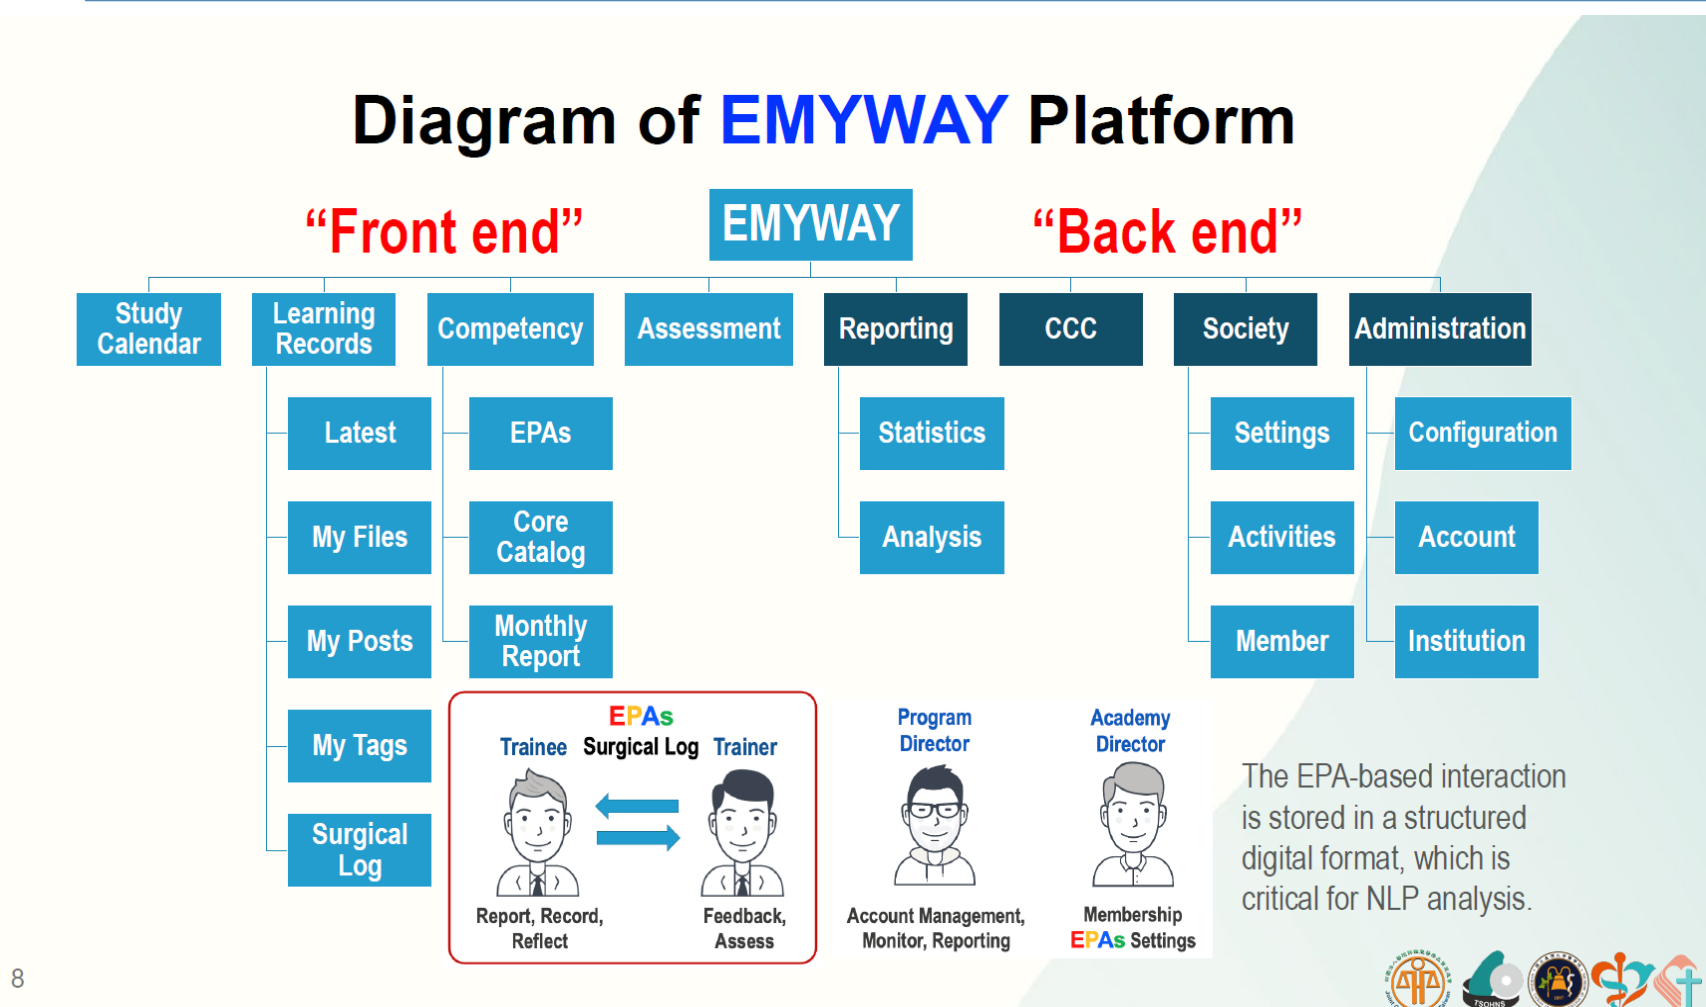 Diagram of EMYWAY Platform
“Front end”
EMYWAY
“Back end”
Study
Calendar
Learning
Records
Competency
Assessment
Reporting
CCC
Society
Administration
Latest
My Files
My Posts
My Tags
Surgical
Log
EPAs
Core
Catalog
Monthly
Report
Statistics
Analysis
Settings
Activities
Member
Configuration
Account
Institution
EPAs
Trainee Surgical Log Trainer
Report, Record,
Reflect
Feedback,
Assess
Program
Director
Account Management,
Monitor, Reporting
Academy
Director
Membership
EPAs Settings
The EPA-based interaction
is stored in a structured
digital format, which is
critical for NLP analysis.
8
TSOHNS